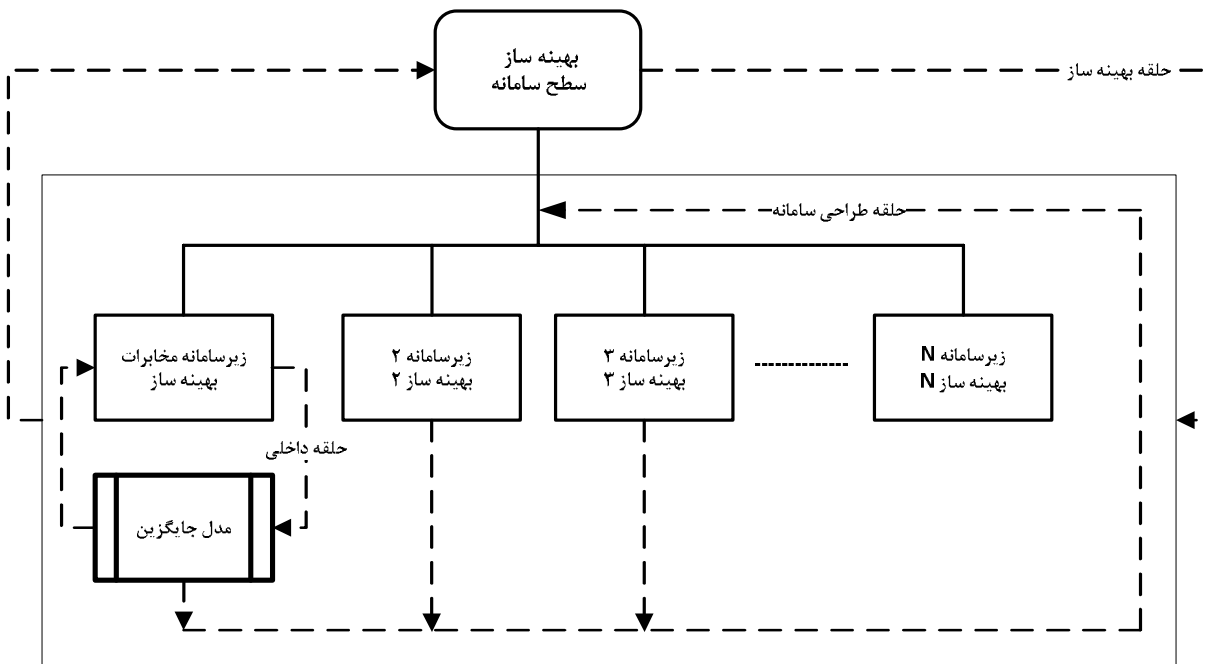 بهینه ساز
سطح سامانه
حلقه بهینه ساز
حلقه طراحی سامانه
زیرسامانه مخابرات
بهینه ساز
زیرسامانه ۲
بهینه ساز ۲
زیرسامانه ۳
بهینه ساز ۳
زیرسامانه N
بهینه ساز N
حلقه داخلی
مدل جایگزین